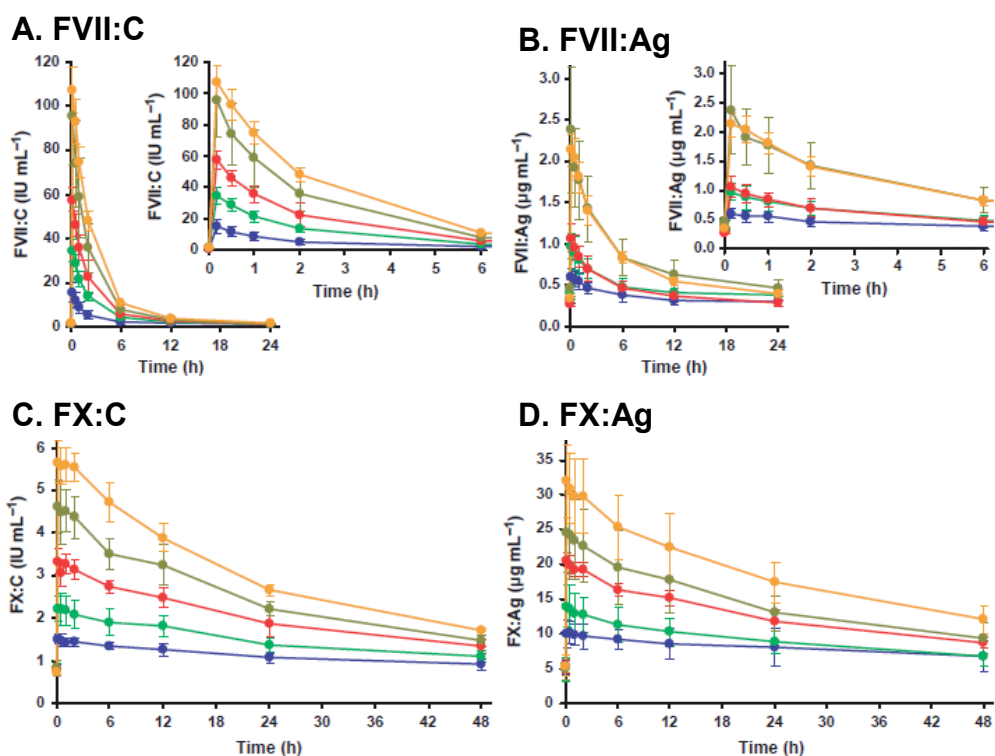 A. FVII:C
B. FVII:Ag
FVII:C (IU mL⁻¹)
120
100
80
60
40
20
0
0 6 12 18 24
Time (h)
FVII:C (IU mL⁻¹)
120
100
80
60
40
20
0
0 1 2 3 4 5 6
Time (h)
FVII:Ag (µg mL⁻¹)
3.0
2.5
2.0
1.5
1.0
0.5
0.0
0 6 12 18 24
Time (h)
FVII:Ag (µg mL⁻¹)
3.0
2.5
2.0
1.5
1.0
0.5
0.0
0 1 2 3 4 5 6
Time (h)
C. FX:C
D. FX:Ag
FX:C (IU mL⁻¹)
6
5
4
3
2
1
0
0 6 12 18 24 30 36 42 48
Time (h)
FX:Ag (µg mL⁻¹)
35
30
25
20
15
10
5
0
0 6 12 18 24 30 36 42 48
Time (h)